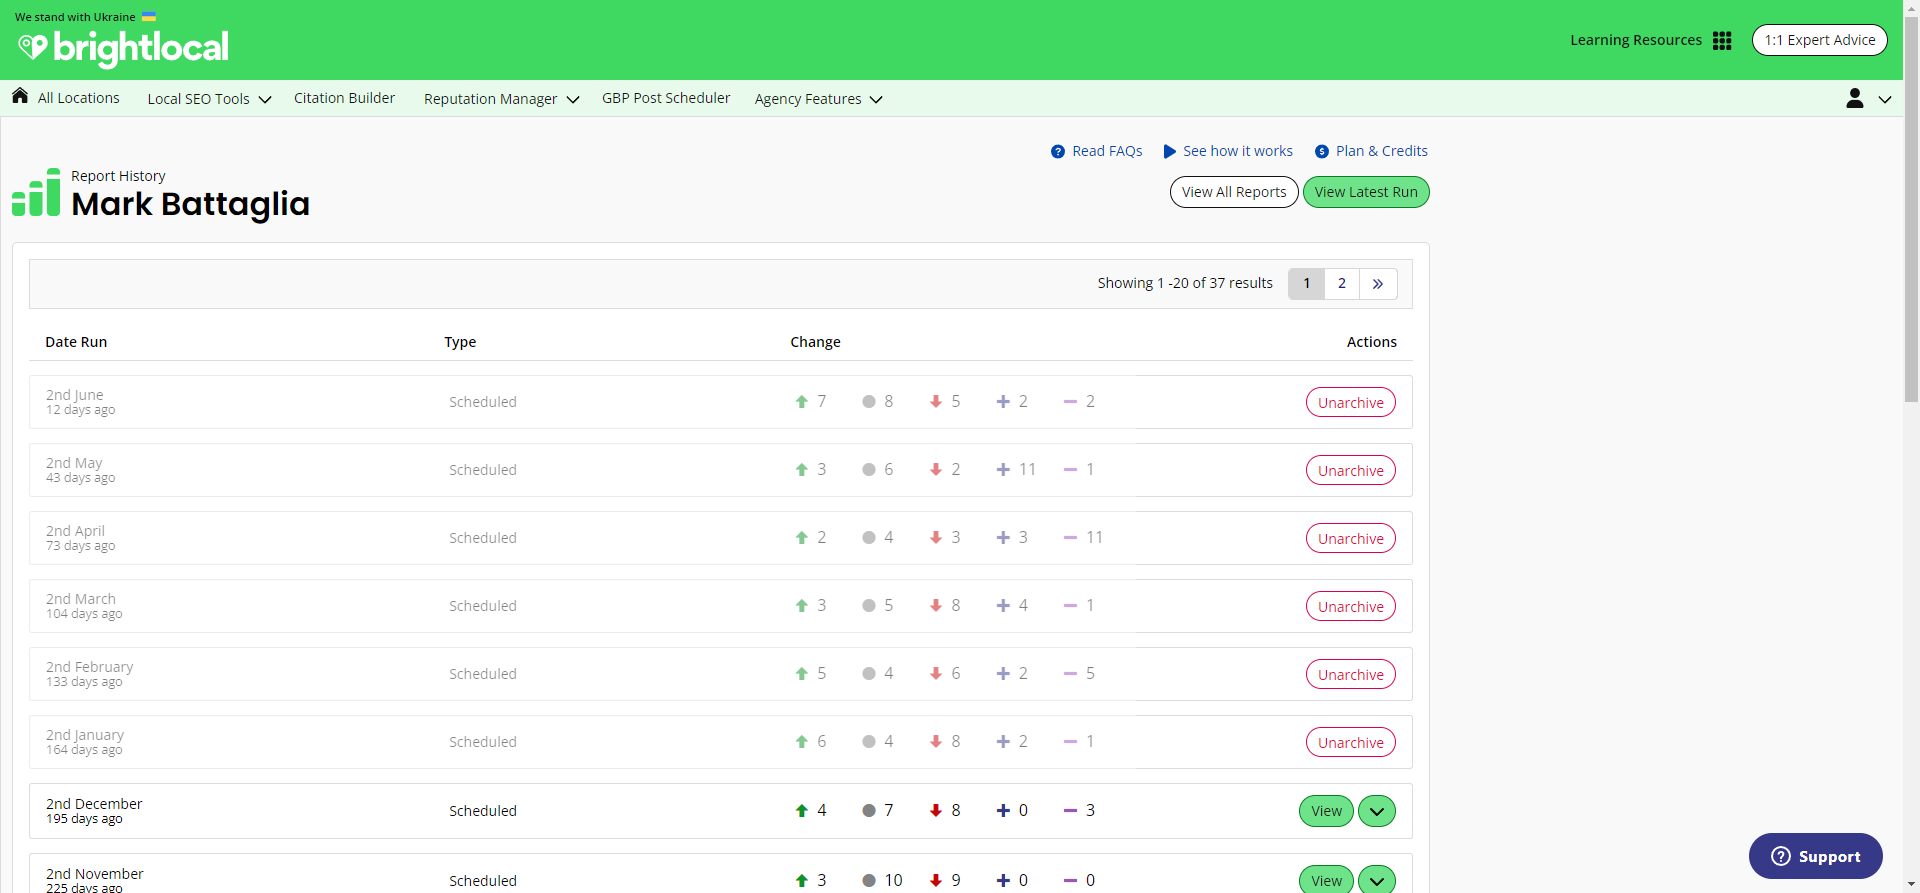 We stand with Ukraine
brightlocal
Learning Resources
1:1 Expert Advice
All Locations
Local SEO Tools
Citation Builder
Reputation Manager
GBP Post Scheduler
Agency Features
Read FAQs
See how it works
Plan & Credits
Report History
Mark Battaglia
View All Reports
View Latest Run
Showing 1 -20 of 37 results
1
2
»
Date Run Type Change Actions
2nd June
12 days ago
Scheduled
7 8 5 2 2
Unarchive
2nd May
43 days ago
Scheduled
3 6 2 11 1
Unarchive
2nd April
73 days ago
Scheduled
2 4 3 3 11
Unarchive
2nd March
104 days ago
Scheduled
3 5 8 4 1
Unarchive
2nd February
133 days ago
Scheduled
5 4 6 2 5
Unarchive
2nd January
164 days ago
Scheduled
6 4 8 2 1
Unarchive
2nd December
195 days ago
Scheduled
4 7 8 0 3
View
2nd November
225 days ago
Scheduled
3 10 9 0 0
View
Support